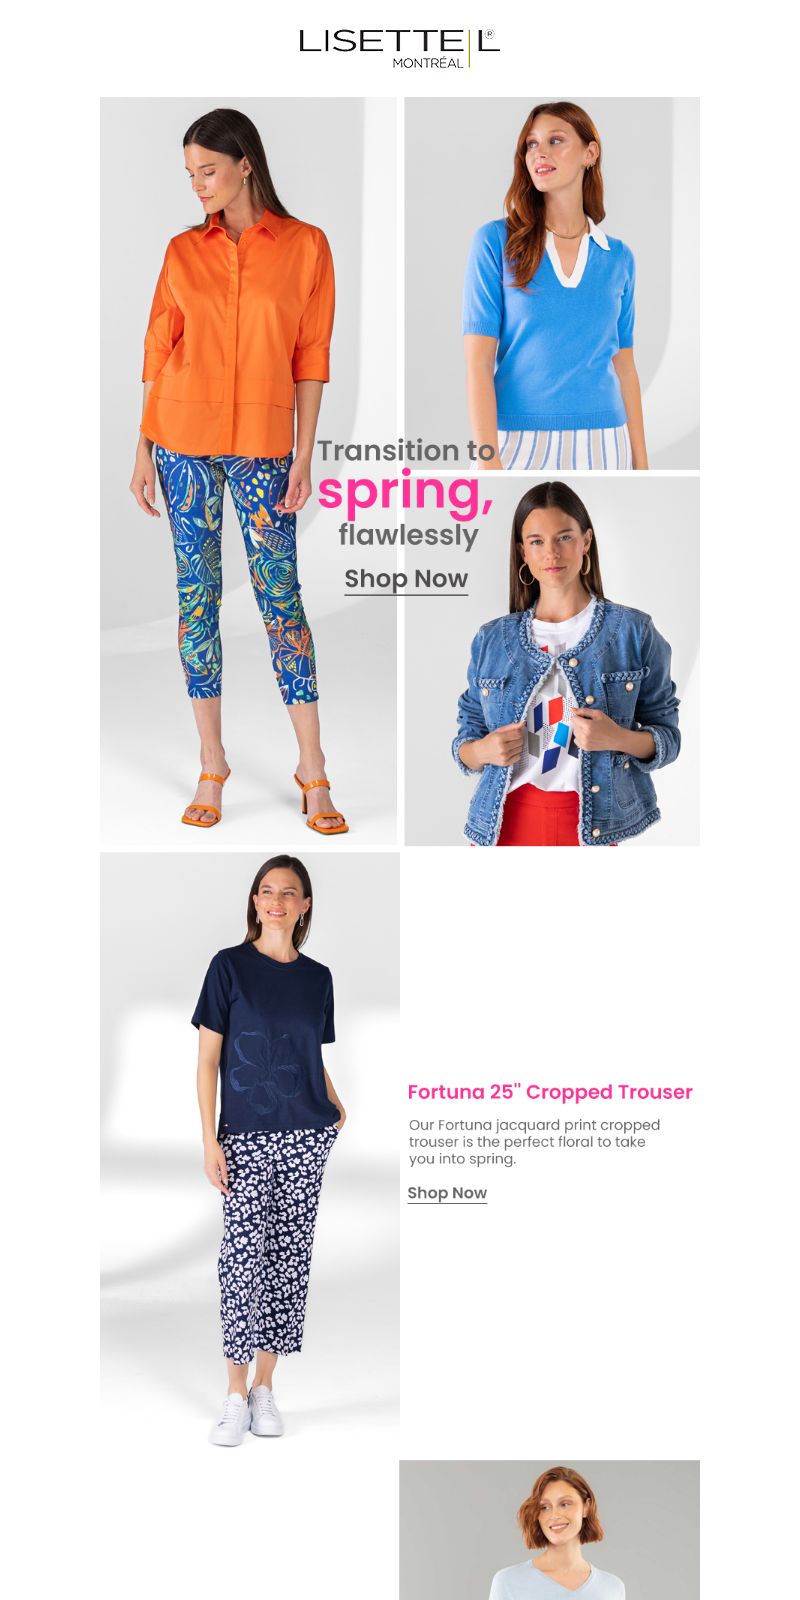 LISETTE L®
MONTRÉAL
Transition to
spring,
flawlessly
Shop Now
Fortuna 25" Cropped Trouser
Our Fortuna jacquard print cropped
trouser is the perfect floral to take
you into spring.
Shop Now